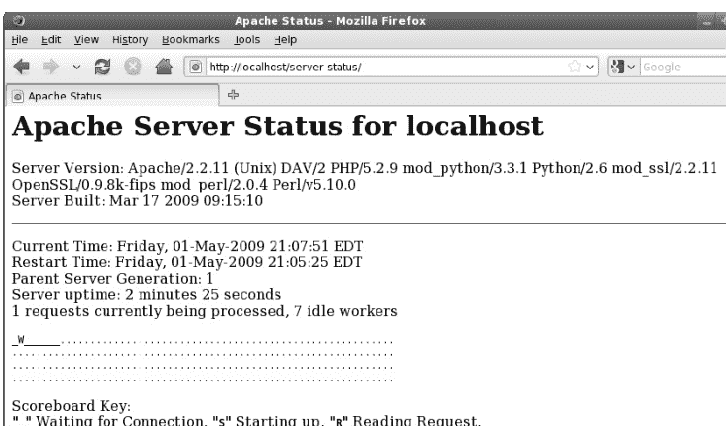 Apache Status - Mozilla Firefox
File Edit View History Bookmarks Tools Help
http://localhost/server-status/
Google
Apache Status
Apache Server Status for localhost
Server Version: Apache/2.2.11 (Unix) DAV/2 PHP/5.2.9 mod_python/3.3.1 Python/2.6 mod_ssl/2.2.11
OpenSSL/0.9.8k-fips mod_perl/2.0.4 Perl/v5.10.0
Server Built: Mar 17 2009 09:15:10
Current Time: Friday, 01-May-2009 21:07:51 EDT
Restart Time: Friday, 01-May-2009 21:05:25 EDT
Parent Server Generation: 1
Server uptime: 2 minutes 25 seconds
1 requests currently being processed, 7 idle workers
_W______........................................................
................................................................
................................................................
................................................................
Scoreboard Key:
"_" Waiting for Connection, "S" Starting up, "R" Reading Request,